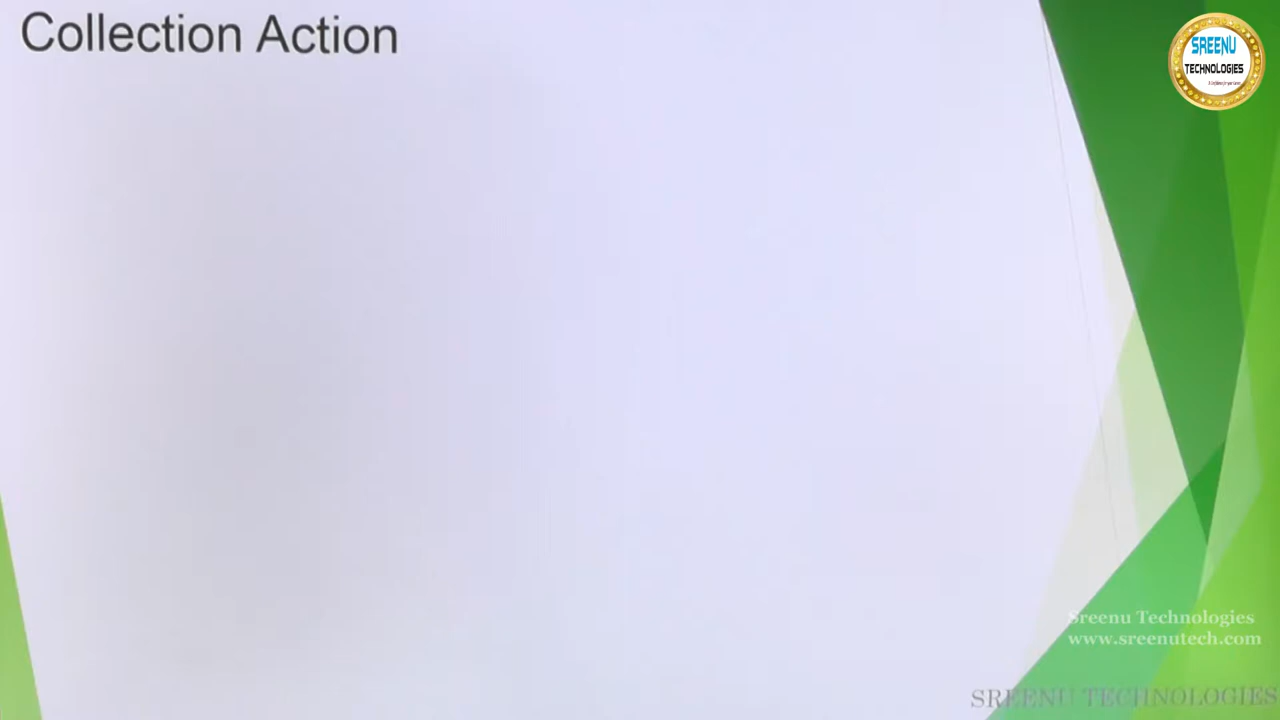 Collection Action
SREENU
TECHNOLOGIES
Sreenu Technologies
www.sreenutech.com
SREENU TECHNOLOGIES